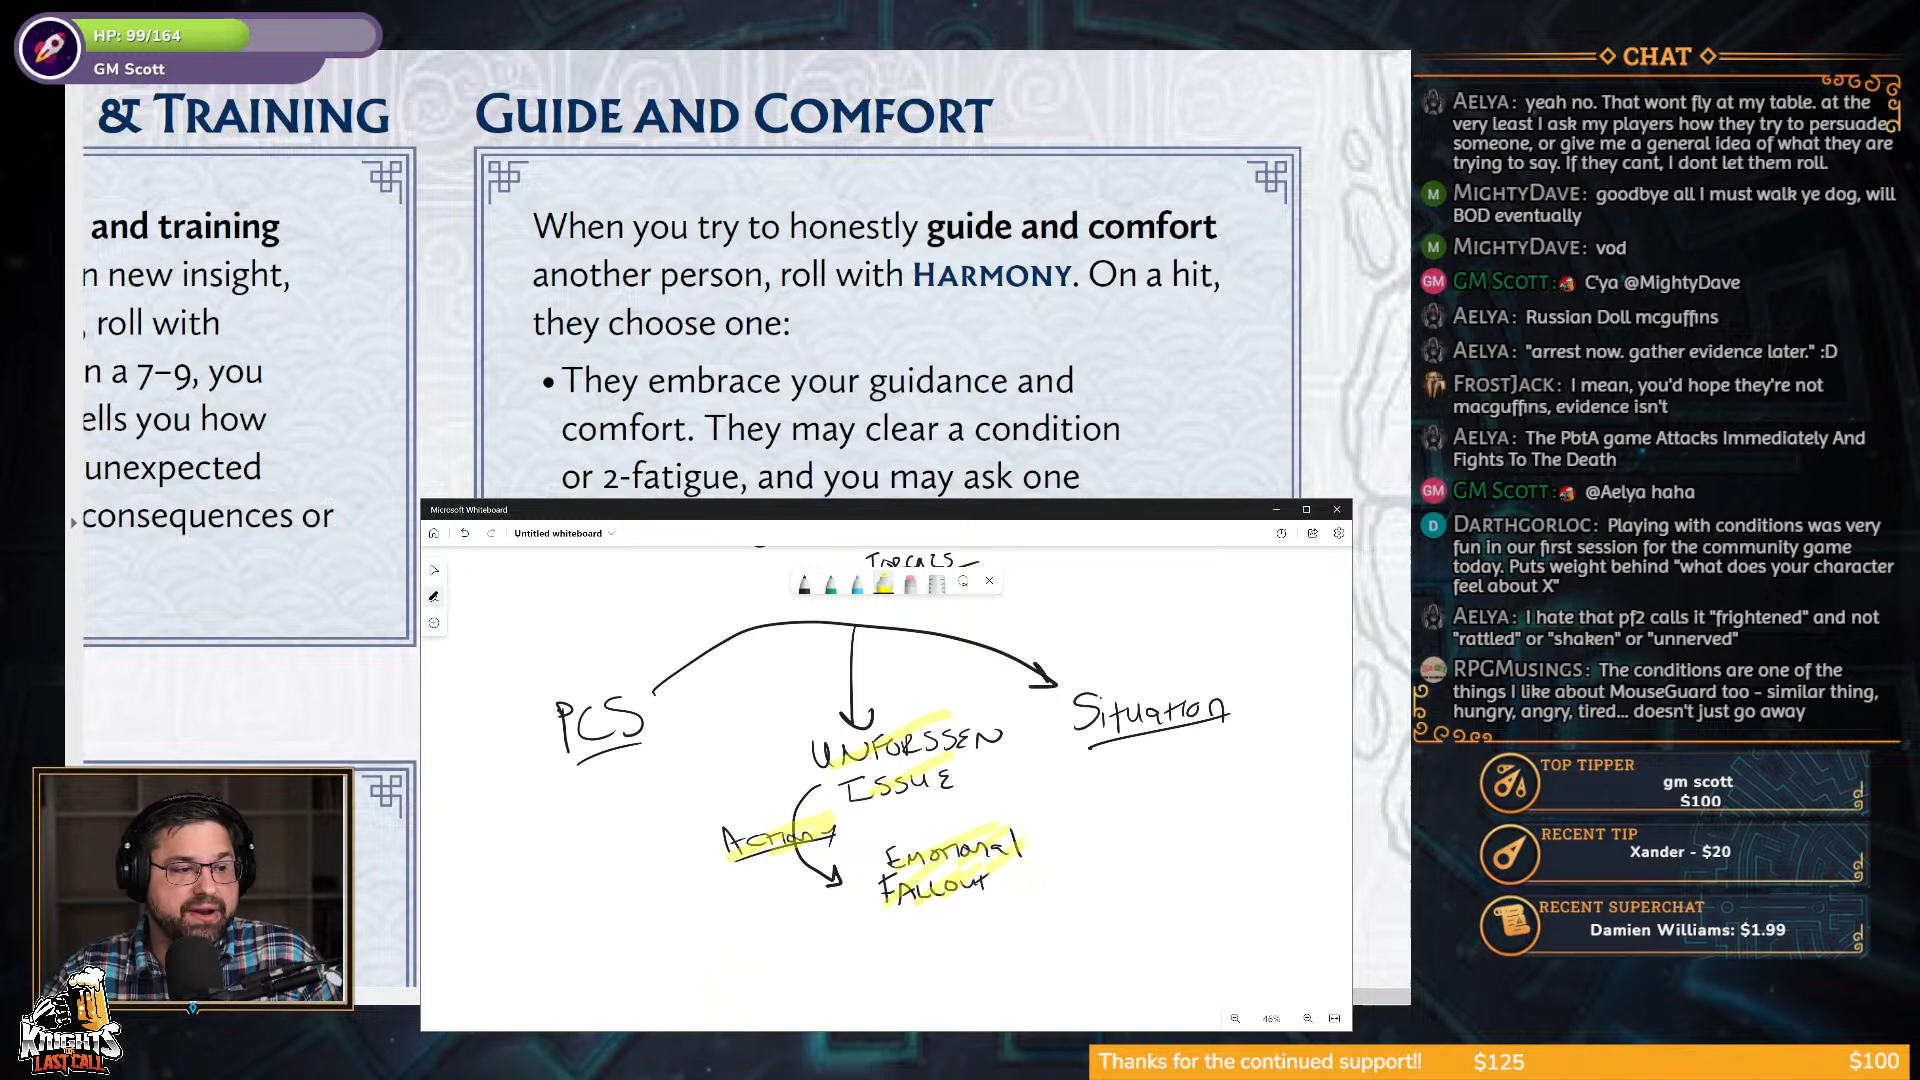 HP: 99/164
GM Scott
& TRAINING
and training
n new insight,
, roll with
n a 7–9, you
ells you how
unexpected
consequences or
GUIDE AND COMFORT
When you try to honestly guide and comfort
another person, roll with HARMONY. On a hit,
they choose one:
• They embrace your guidance and
comfort. They may clear a condition
or 2-fatigue, and you may ask one
Microsoft Whiteboard
Untitled whiteboard
PCS
UNFORSSEN
ISSUE
Situation
Action
Emotional
FALLOUT
46%
KNIGHTS
OF
LAST CALL
CHAT
AELYA: yeah no. That wont fly at my table. at the
very least I ask my players how they try to persuade
someone, or give me a general idea of what they are
trying to say. If they cant, I dont let them roll.
M MIGHTYDAVE: goodbye all I must walk ye dog, will
BOD eventually
M MIGHTYDAVE: vod
GM GM SCOTT: C'ya @MightyDave
AELYA: Russian Doll mcguffins
AELYA: "arrest now. gather evidence later." :D
FROSTJACK: I mean, you'd hope they're not
macguffins, evidence isn't
AELYA: The PbtA game Attacks Immediately And
Fights To The Death
GM GM SCOTT: @Aelya haha
D DARTHGORLOC: Playing with conditions was very
fun in our first session for the community game
today. Puts weight behind "what does your character
feel about X"
AELYA: I hate that pf2 calls it "frightened" and not
"rattled" or "shaken" or "unnerved"
RPGMUSINGS: The conditions are one of the
things I like about MouseGuard too - similar thing,
hungry, angry, tired... doesn't just go away
TOP TIPPER
gm scott
$100
RECENT TIP
Xander - $20
RECENT SUPERCHAT
Damien Williams: $1.99
Thanks for the continued support!! $125 $100